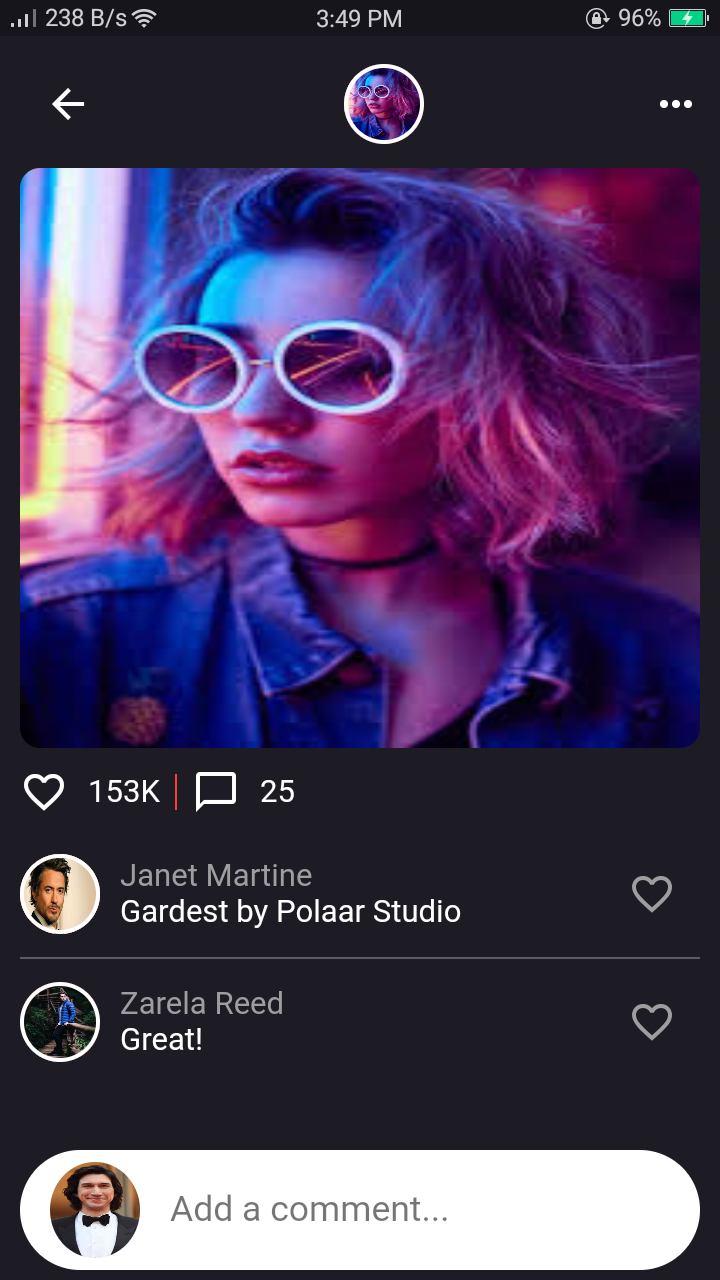 238 B/s
3:49 PM
96%
153K
25
Janet Martine
Gardest by Polaar Studio
Zarela Reed
Great!
Add a comment...